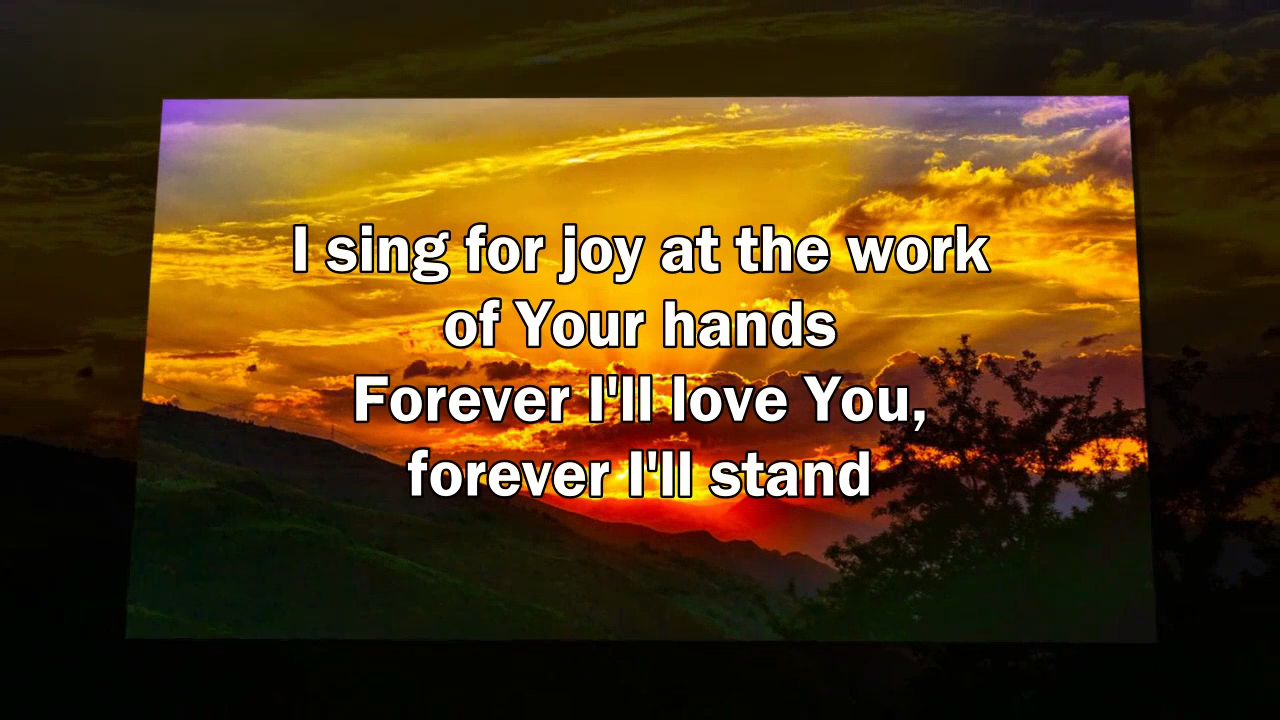 I sing for joy at the work
of Your hands
Forever I'll love You,
forever I'll stand